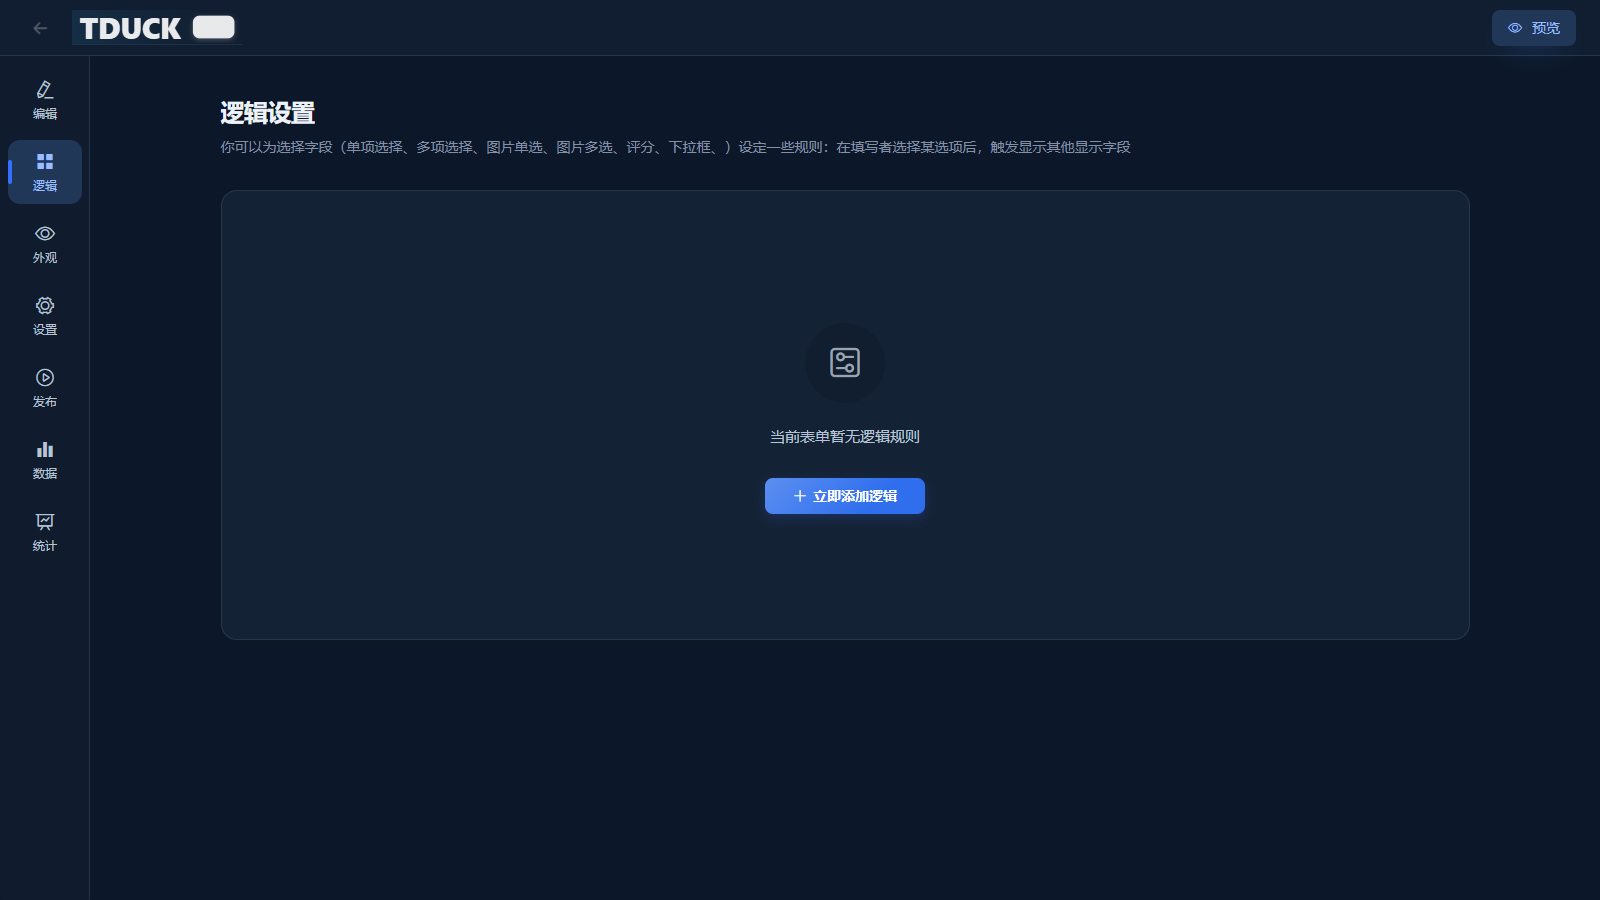 TDUCK
预览
编辑
逻辑
外观
设置
发布
数据
统计
逻辑设置
你可以为选择字段（单项选择、多项选择、图片单选、图片多选、评分、下拉框、）设定一些规则：在填写者选择某选项后，触发显示其他显示字段
当前表单暂无逻辑规则
立即添加逻辑